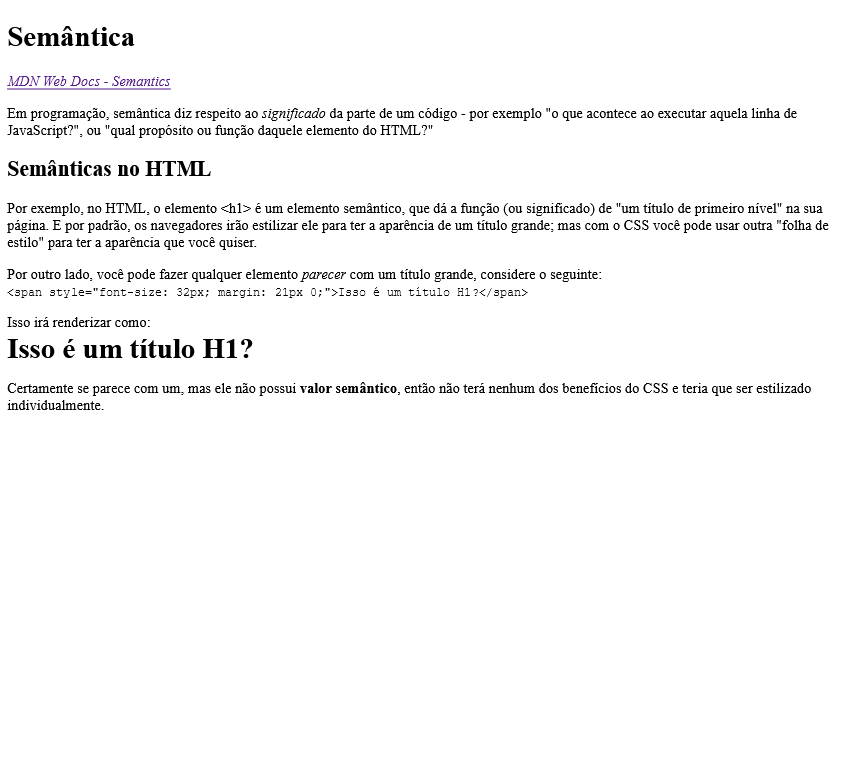 Semântica
MDN Web Docs - Semantics
Em programação, semântica diz respeito ao significado da parte de um código - por exemplo "o que acontece ao executar aquela linha de
JavaScript?", ou "qual propósito ou função daquele elemento do HTML?"
Semânticas no HTML
Por exemplo, no HTML, o elemento <h1> é um elemento semântico, que dá a função (ou significado) de "um título de primeiro nível" na sua
página. E por padrão, os navegadores irão estilizar ele para ter a aparência de um título grande; mas com o CSS você pode usar outra "folha de
estilo" para ter a aparência que você quiser.
Por outro lado, você pode fazer qualquer elemento parecer com um título grande, considere o seguinte:
<span style="font-size: 32px; margin: 21px 0;">Isso é um título H1?</span>
Isso irá renderizar como:
Isso é um título H1?
Certamente se parece com um, mas ele não possui valor semântico, então não terá nenhum dos benefícios do CSS e teria que ser estilizado
individualmente.